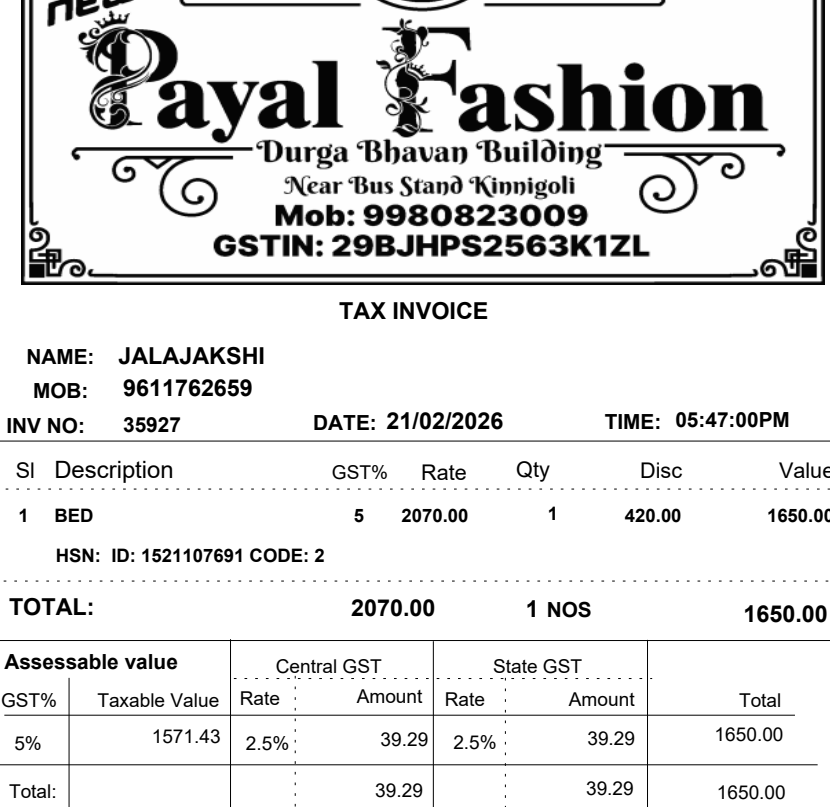 new
Payal Fashion
Durga Bhavan Building
Near Bus Stand Kinnigoli
Mob: 9980823009
GSTIN: 29BJHPS2563K1ZL
TAX INVOICE
NAME: JALAJAKSHI
MOB: 9611762659
INV NO: 35927 DATE: 21/02/2026 TIME: 05:47:00PM
Sl Description GST% Rate Qty Disc Value
1 BED 5 2070.00 1 420.00 1650.00
HSN: ID: 1521107691 CODE: 2
TOTAL: 2070.00 1 NOS 1650.00
Assessable value Central GST State GST
GST% Taxable Value Rate Amount Rate Amount Total
5% 1571.43 2.5% 39.29 2.5% 39.29 1650.00
Total: 39.29 39.29 1650.00